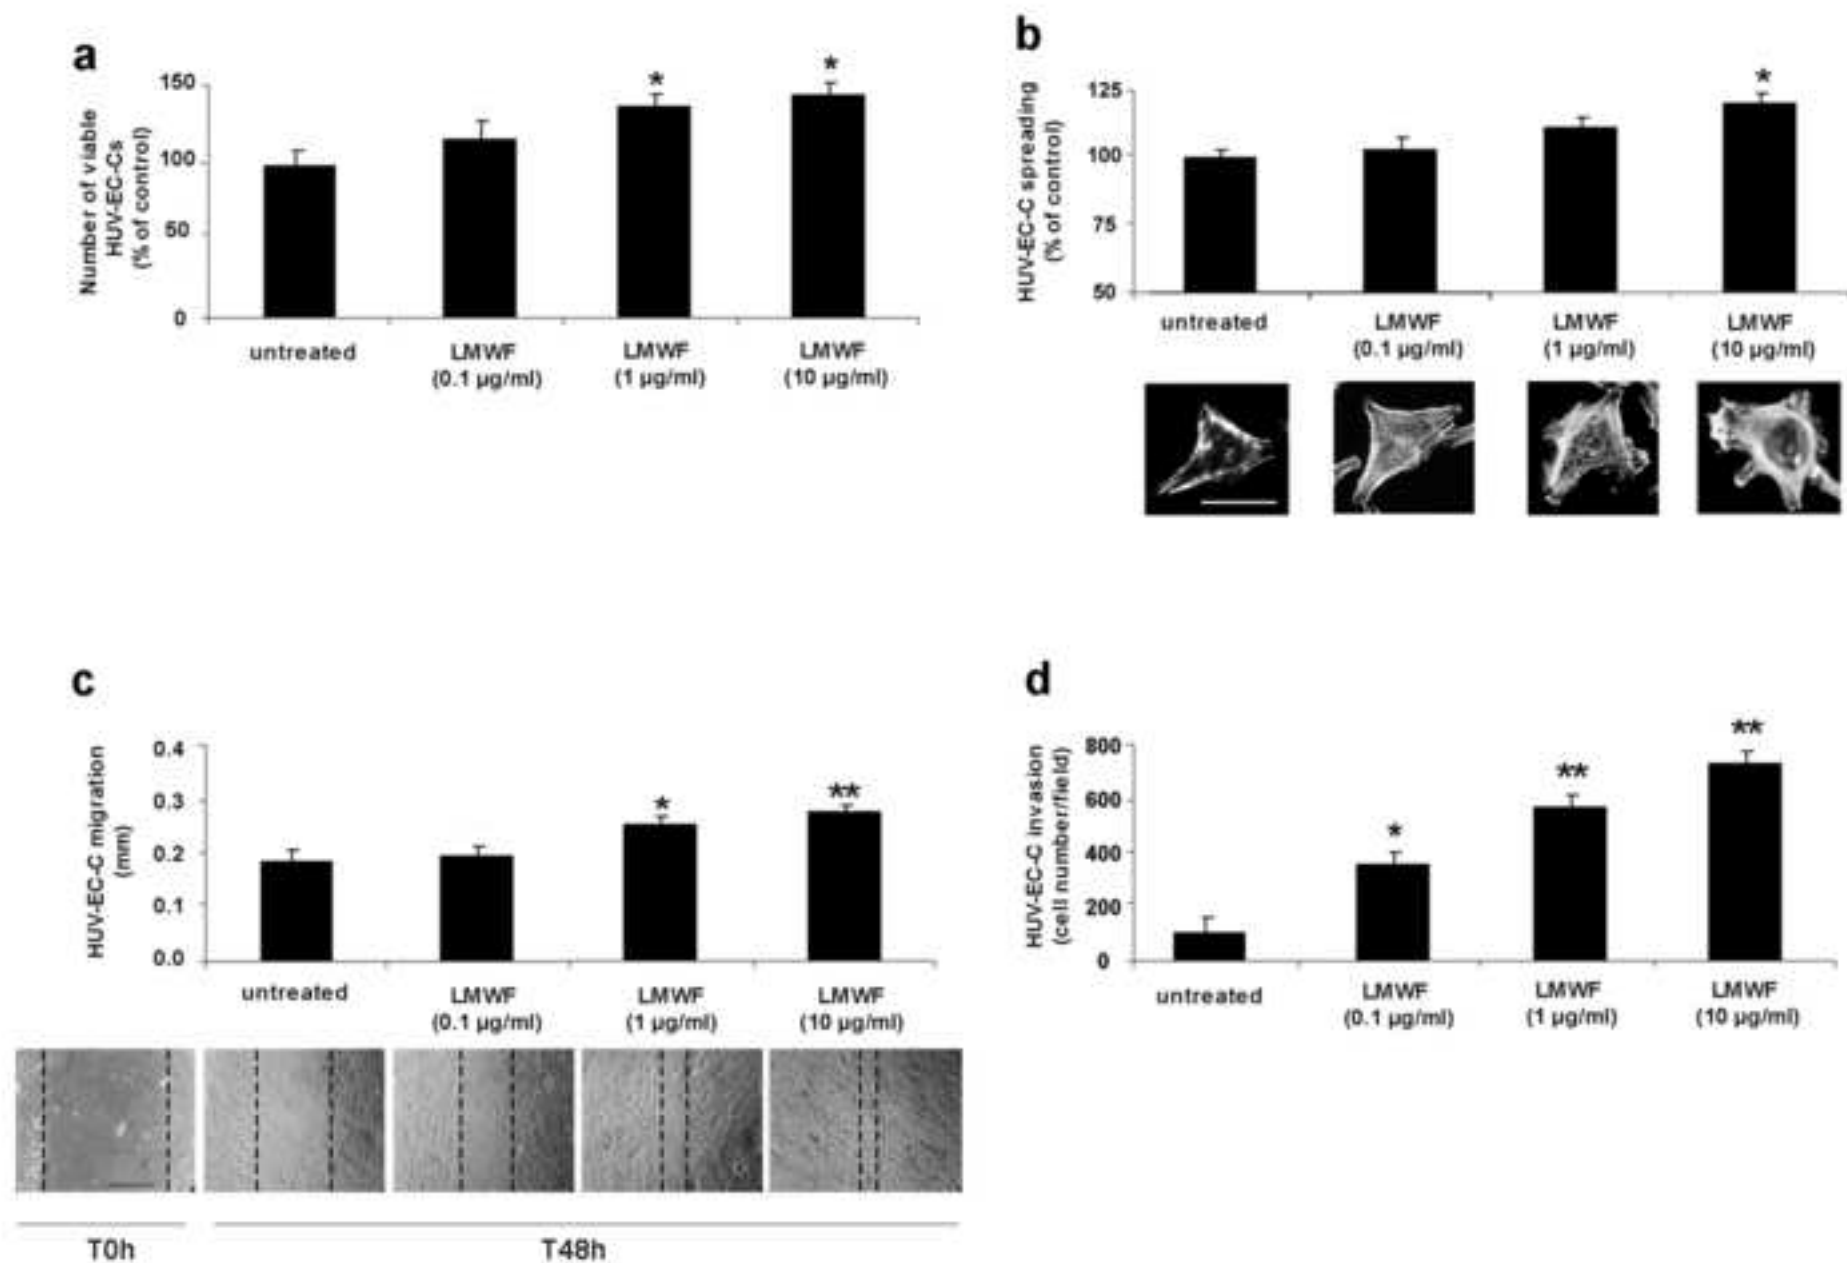 a
Number of viable
HUV-EC-Cs
(% of control)
150
100
50
0
*
*
untreated
LMWF
(0.1 µg/ml)
LMWF
(1 µg/ml)
LMWF
(10 µg/ml)
b
HUV-EC-C spreading
(% of control)
125
100
75
50
*
untreated
LMWF
(0.1 µg/ml)
LMWF
(1 µg/ml)
LMWF
(10 µg/ml)
c
HUV-EC-C migration
(mm)
0.4
0.3
0.2
0.1
0.0
*
**
untreated
LMWF
(0.1 µg/ml)
LMWF
(1 µg/ml)
LMWF
(10 µg/ml)
T0h
T48h
d
HUV-EC-C invasion
(cell number/field)
800
600
400
200
0
*
**
**
untreated
LMWF
(0.1 µg/ml)
LMWF
(1 µg/ml)
LMWF
(10 µg/ml)